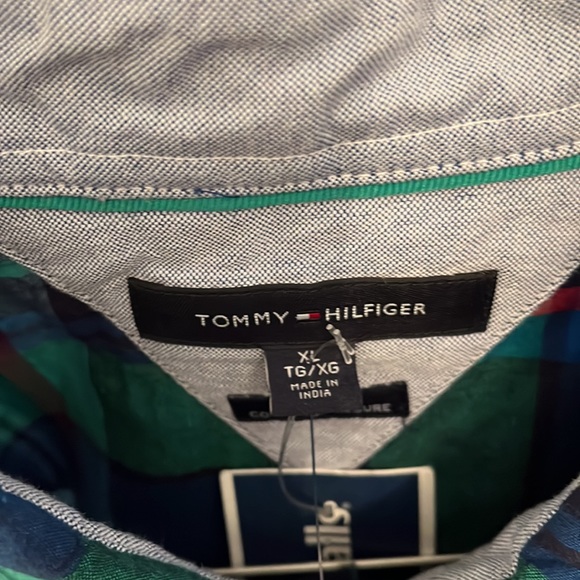 TOMMY HILFIGER
XL
TG/XG
MADE IN
INDIA